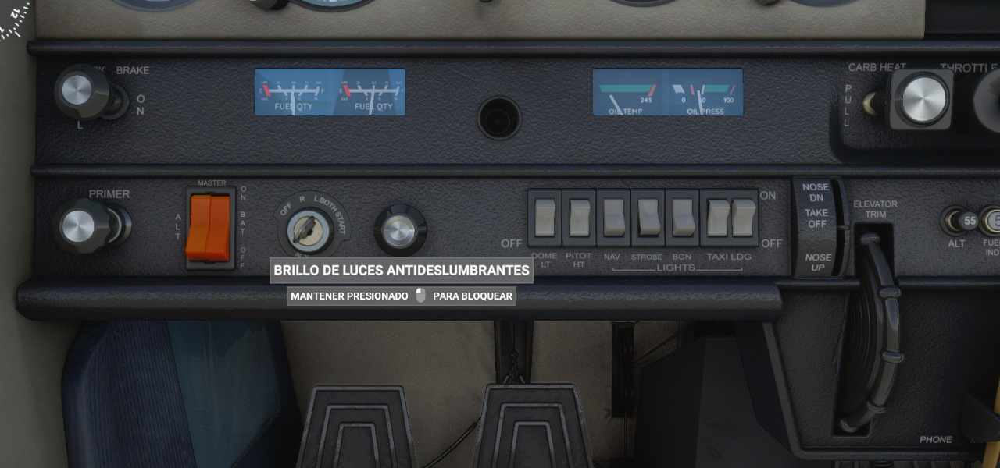 12
BRAKE
ON
L
E
F
FUEL QTY
E
F
FUEL QTY
245
OIL TEMP
0
100
OIL PRESS
CARB HEAT
PULL
PRIMER
MASTER
ALT
ON BAT OFF
OFF R L BOTH START
BRILLO DE LUCES ANTIDESLUMBRANTES
MANTENER PRESIONADO PARA BLOQUEAR
ON
OFF
OFF
DOME LT
PITOT HT
NAV
STROBE
BCN
TAXI LDG
LIGHTS
NOSE DN
TAKE OFF
NOSE UP
ELEVATOR TRIM
55
ALT
PHONE